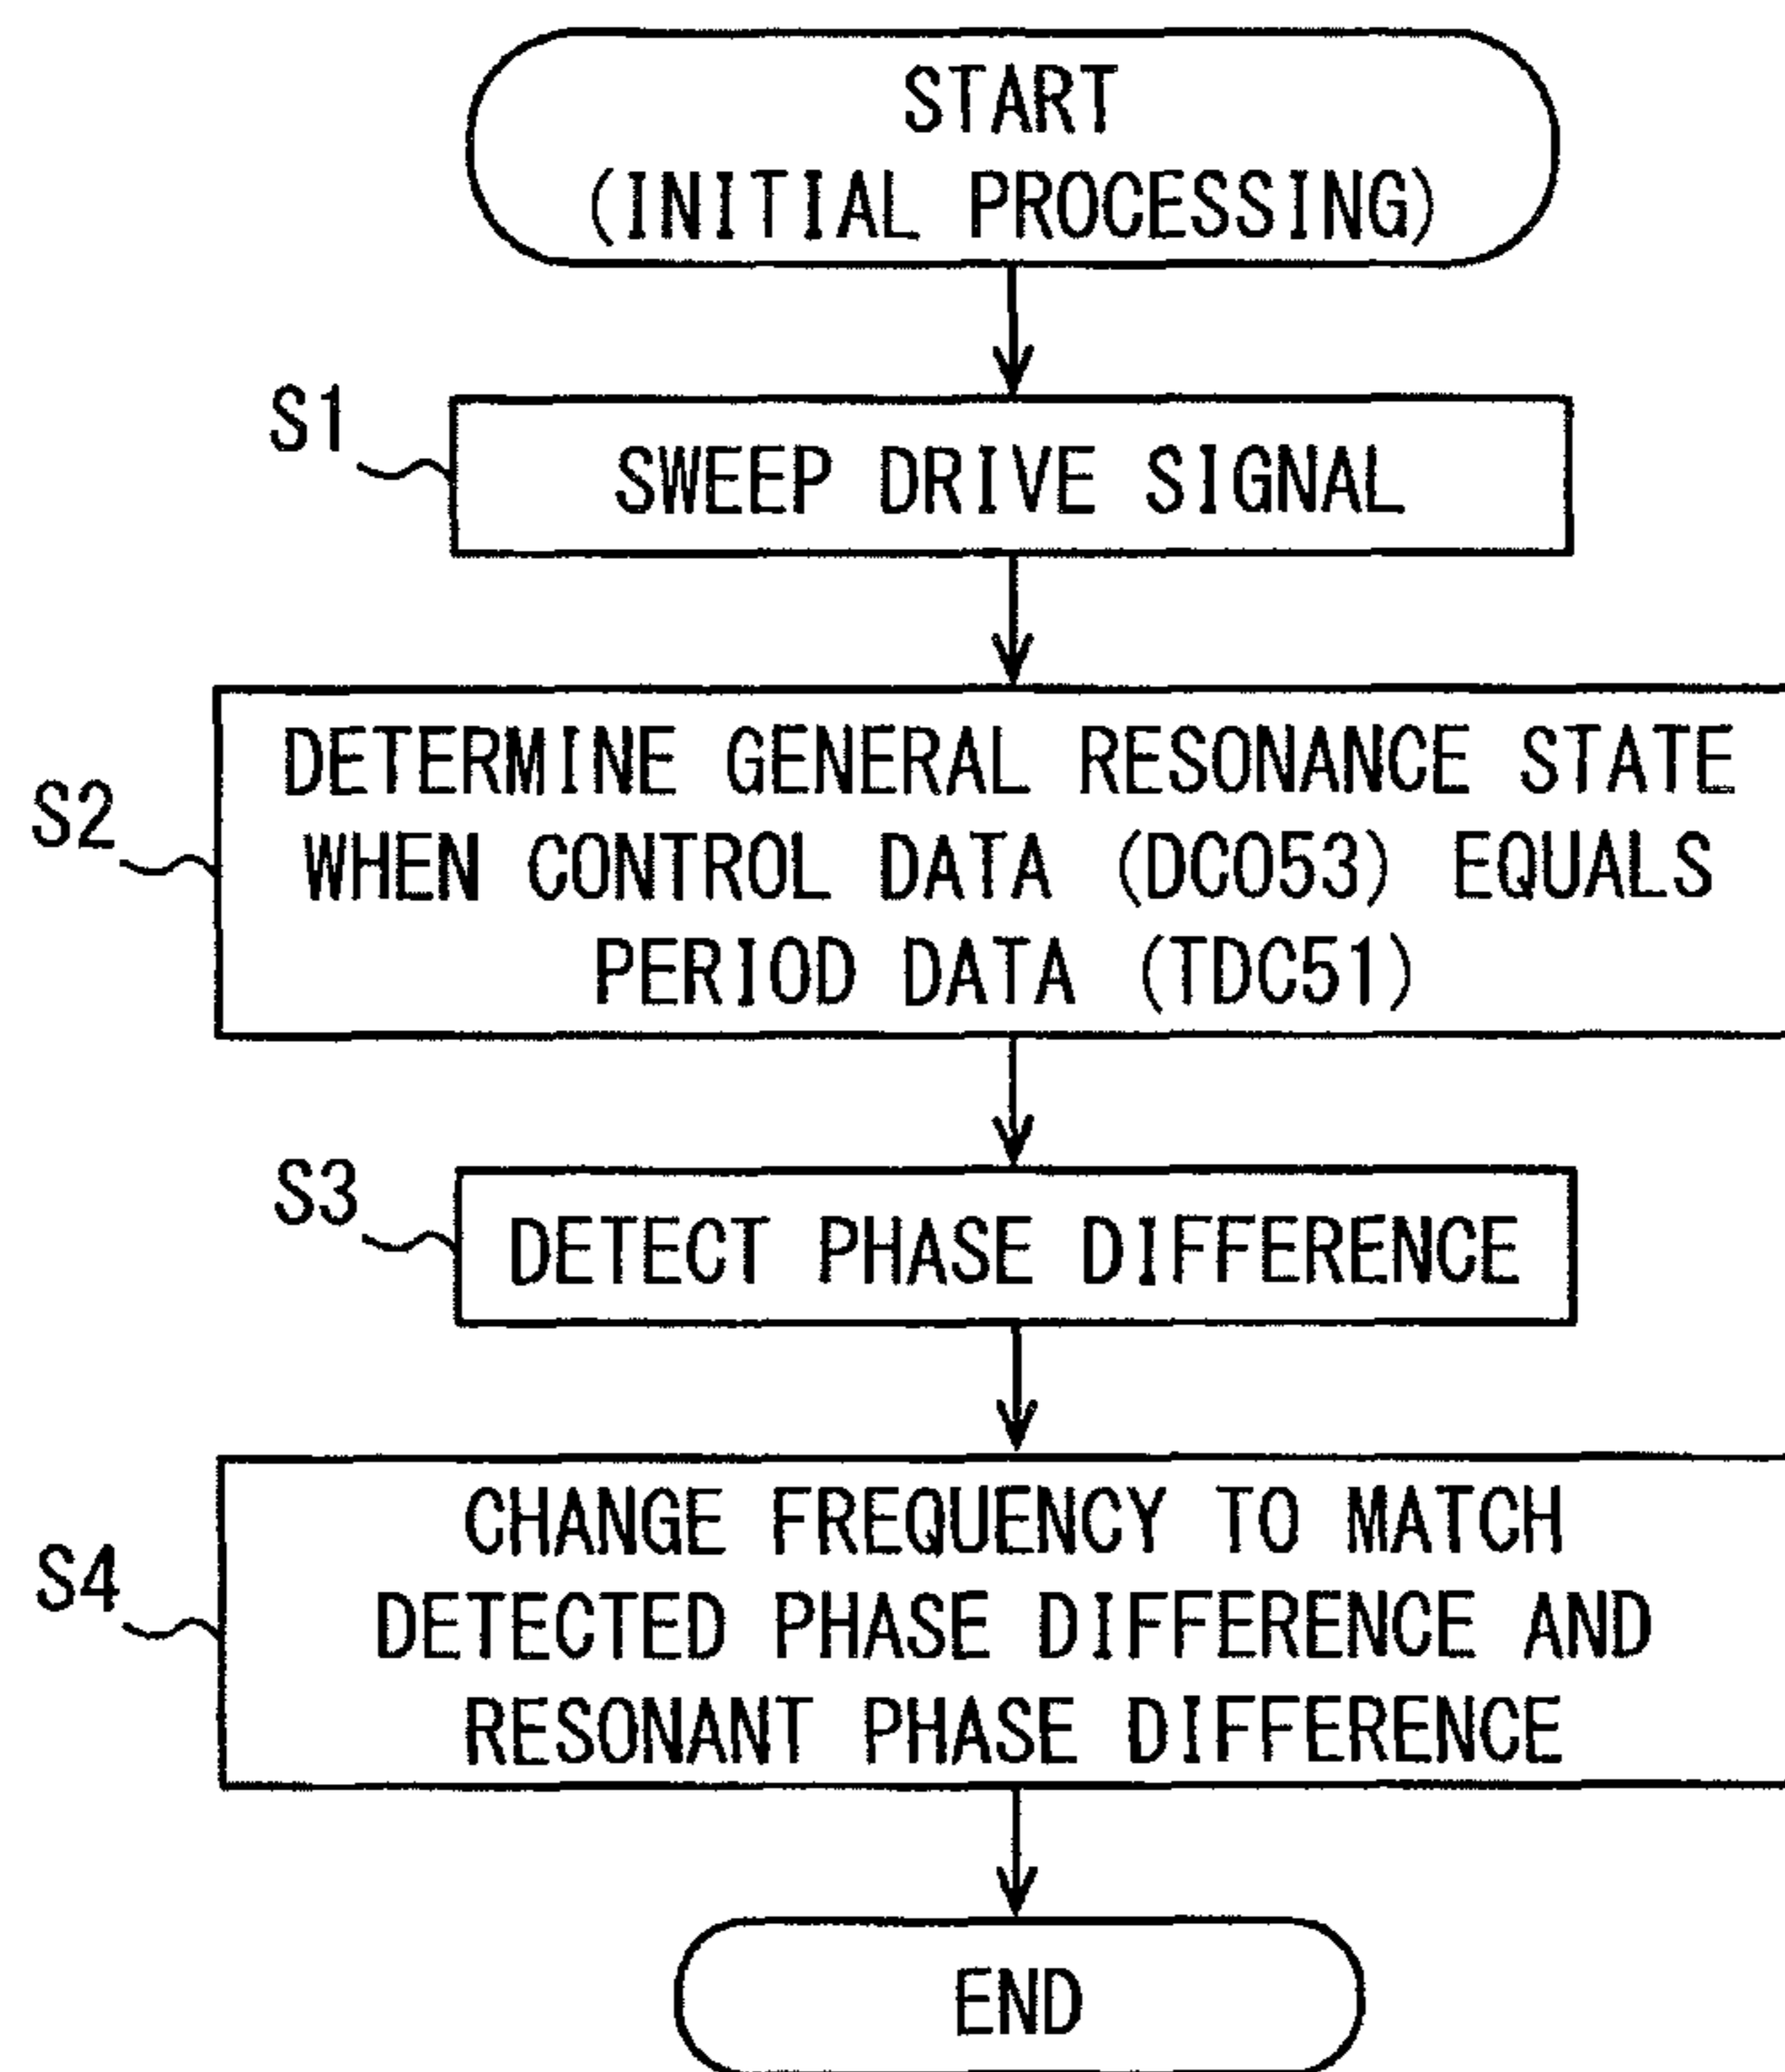 START
(INITIAL PROCESSING)
S1
SWEEP DRIVE SIGNAL
S2
DETERMINE GENERAL RESONANCE STATE
WHEN CONTROL DATA (DCO53) EQUALS
PERIOD DATA (TDC51)
S3
DETECT PHASE DIFFERENCE
S4
CHANGE FREQUENCY TO MATCH
DETECTED PHASE DIFFERENCE AND
RESONANT PHASE DIFFERENCE
END